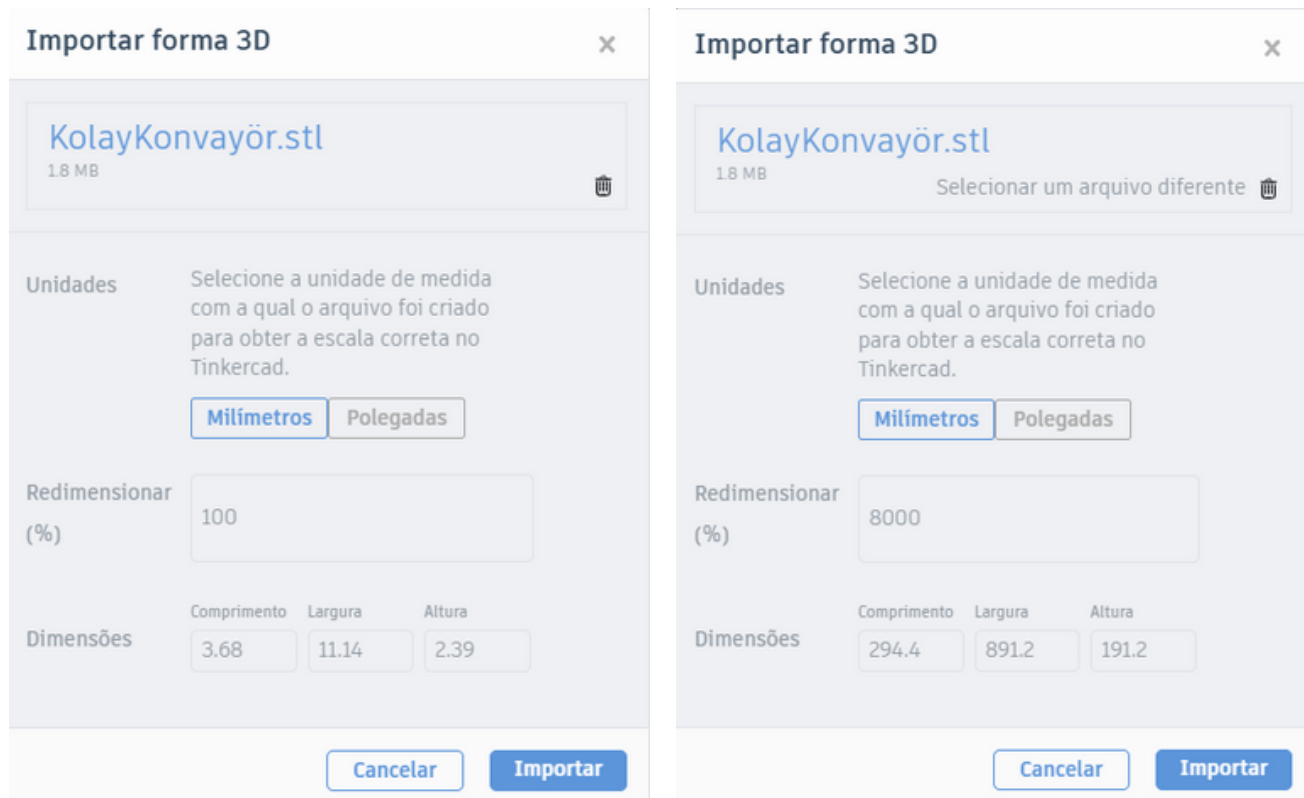 Importar forma 3D
×
KolayKonvayör.stl
1.8 MB
Unidades
Selecione a unidade de medida
com a qual o arquivo foi criado
para obter a escala correta no
Tinkercad.
Milímetros
Polegadas
Redimensionar
(%)
100
Dimensões
Comprimento
Largura
Altura
3.68
11.14
2.39
Cancelar
Importar
Importar forma 3D
×
KolayKonvayör.stl
1.8 MB
Selecionar um arquivo diferente
Unidades
Selecione a unidade de medida
com a qual o arquivo foi criado
para obter a escala correta no
Tinkercad.
Milímetros
Polegadas
Redimensionar
(%)
8000
Dimensões
Comprimento
Largura
Altura
294.4
891.2
191.2
Cancelar
Importar